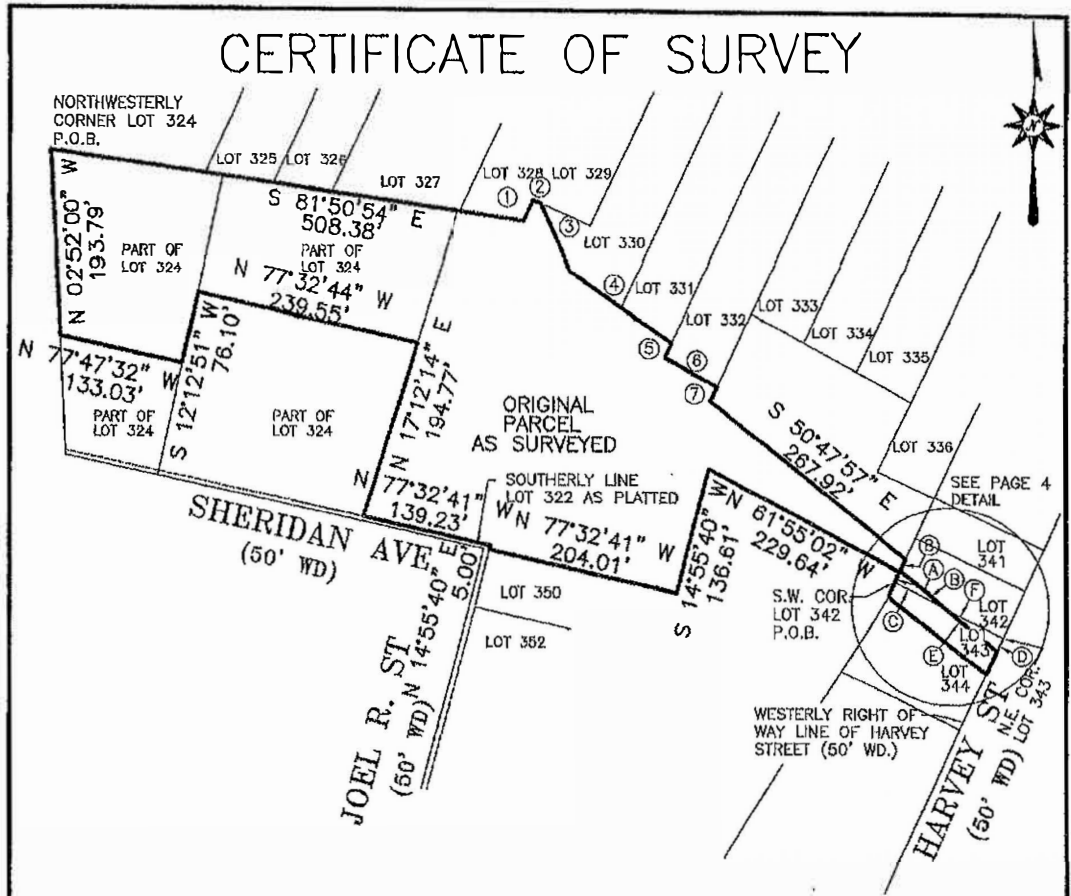 CERTIFICATE OF SURVEY
N
NORTHWESTERLY
CORNER LOT 324
P.O.B.
LOT 325
LOT 326
LOT 327
LOT 328
LOT 329
1
2
3
S 81°50'54" E
508.38'
N 02°52'00" W
193.79'
PART OF
LOT 324
PART OF
LOT 324
N 77°32'44" W
239.55'
LOT 330
4
LOT 331
LOT 332
LOT 333
LOT 334
LOT 335
5
6
7
N 77°47'32" W
133.03'
S 12°12'51" W
76.10'
PART OF
LOT 324
PART OF
LOT 324
N 17°12'14" E
194.77'
ORIGINAL
PARCEL
AS SURVEYED
S 50°47'57" E
267.92'
LOT 336
SEE PAGE 4
DETAIL
N 77°32'41" W
139.23'
SOUTHERLY LINE
LOT 322 AS PLATTED
N 77°32'41" W
204.01'
S 14°55'40" W
136.61'
N 61°55'02" W
229.64'
SHERIDAN AVE.
(50' WD)
N 14°55'40" E
5.00'
LOT 350
LOT 352
JOEL R. ST
(50' WD)
S.W. COR.
LOT 342
P.O.B.
B
A
B
F
C
E
D
LOT
341
LOT
342
LOT
343
LOT
344
N.E. COR.
LOT 343
WESTERLY RIGHT OF
WAY LINE OF HARVEY
STREET (50' WD.)
HARVEY ST
(50' WD)